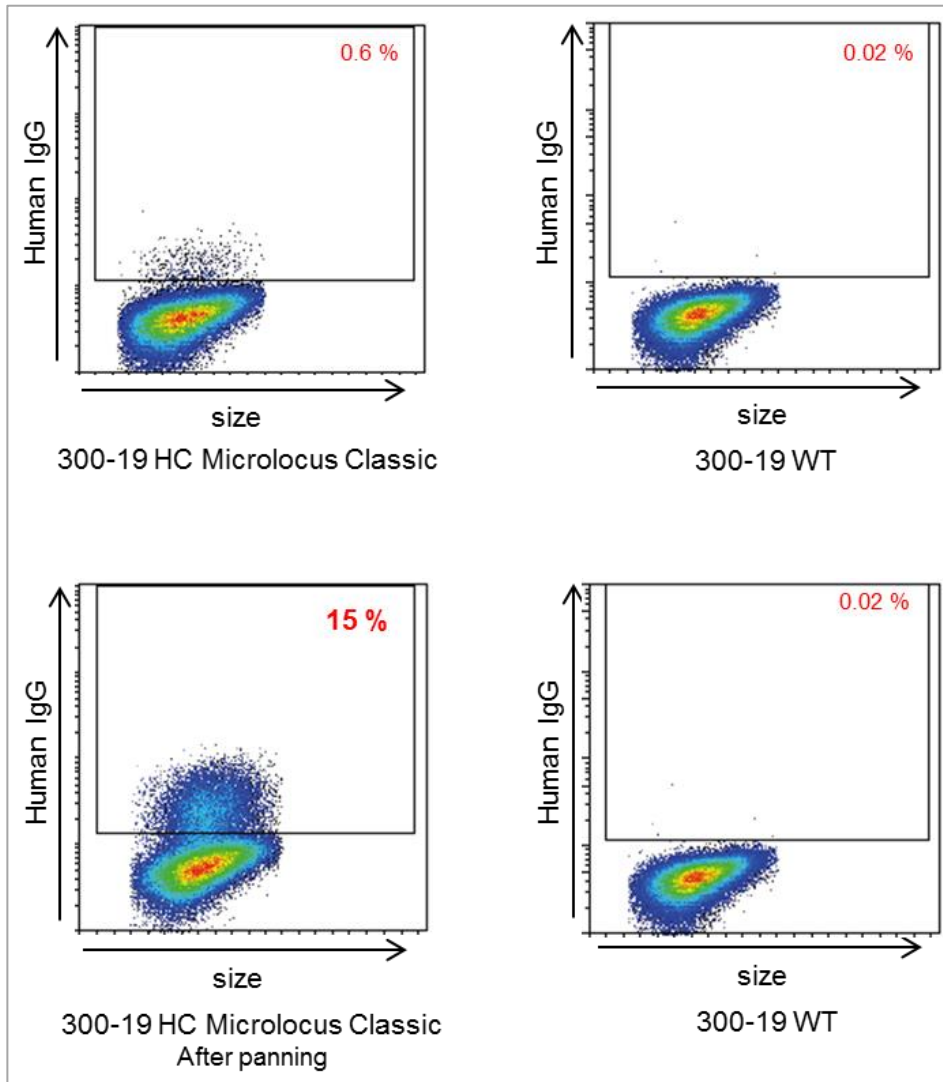 0.6 %
Human IgG
size
300-19 HC Microlocus Classic
0.02 %
Human IgG
size
300-19 WT
15 %
Human IgG
size
300-19 HC Microlocus Classic
After panning
0.02 %
Human IgG
size
300-19 WT